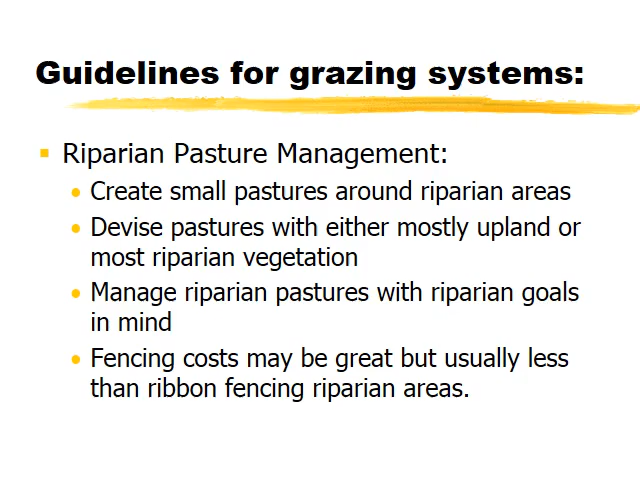 Guidelines for grazing systems:
Riparian Pasture Management:
Create small pastures around riparian areas
Devise pastures with either mostly upland or
most riparian vegetation
Manage riparian pastures with riparian goals
in mind
Fencing costs may be great but usually less
than ribbon fencing riparian areas.